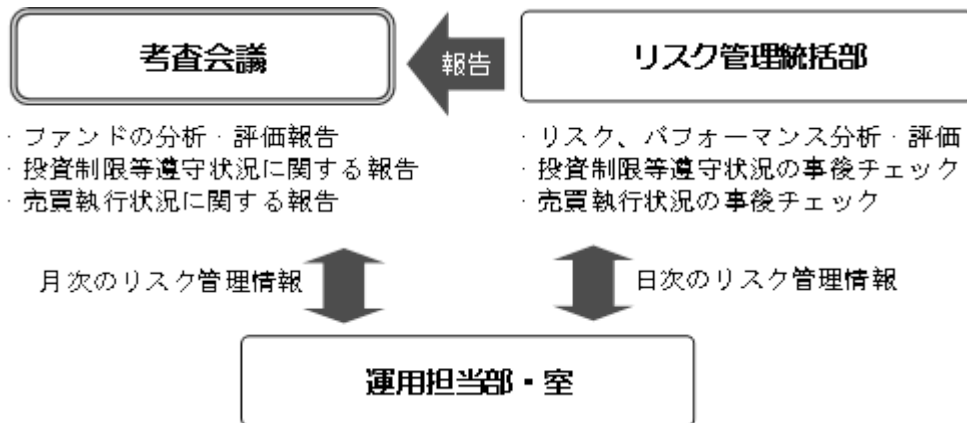 考査会議
報告
リスク管理統括部
・ファンドの分析・評価報告
・投資制限等遵守状況に関する報告
・売買執行状況に関する報告
・リスク、パフォーマンス分析・評価
・投資制限等遵守状況の事後チェック
・売買執行状況の事後チェック
月次のリスク管理情報
日次のリスク管理情報
運用担当部・室